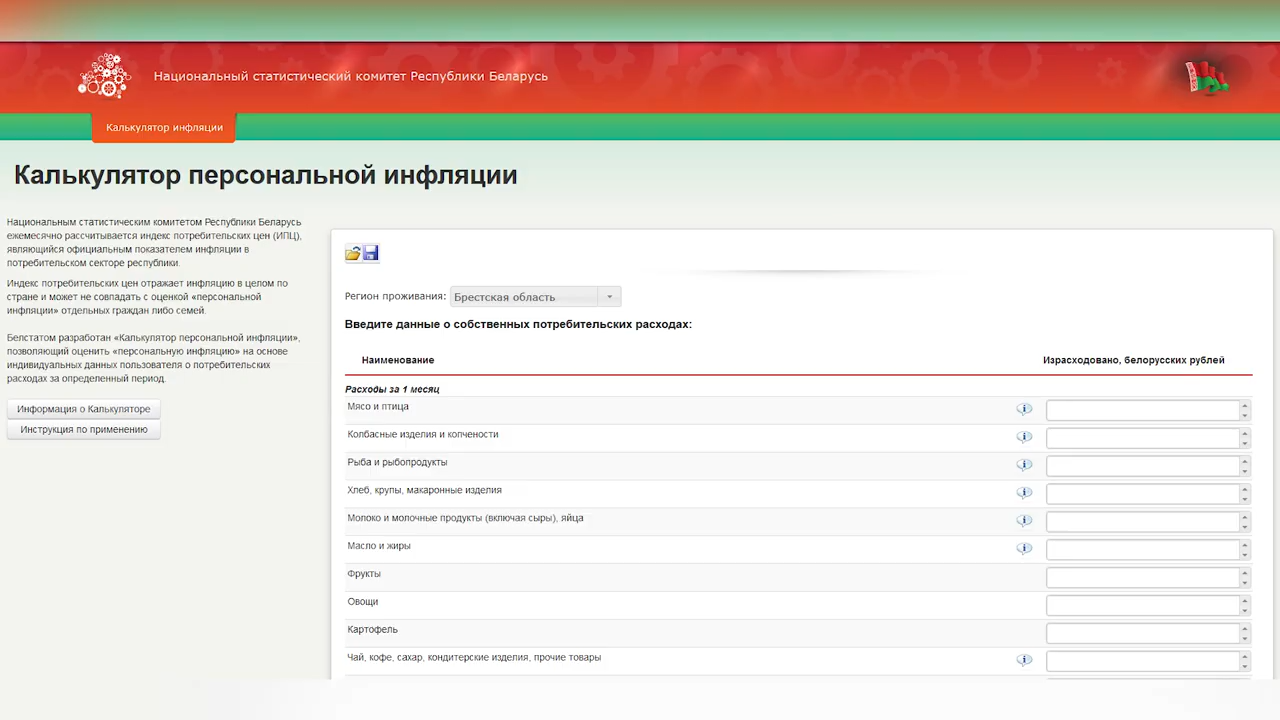 Национальный статистический комитет Республики Беларусь
Калькулятор инфляции
Калькулятор персональной инфляции
Национальным статистическим комитетом Республики Беларусь
ежемесячно рассчитывается индекс потребительских цен (ИПЦ),
являющийся официальным показателем инфляции в
потребительском секторе республики.
Индекс потребительских цен отражает инфляцию в целом по
стране и может не совпадать с оценкой «персональной
инфляции» отдельных граждан либо семей.
Белстатом разработан «Калькулятор персональной инфляции»,
позволяющий оценить «персональную инфляцию» на основе
индивидуальных данных пользователя о потребительских
расходах за определенный период.
Информация о Калькуляторе
Инструкция по применению
Регион проживания: Брестская область
Введите данные о собственных потребительских расходах:
Наименование Израсходовано, белорусских рублей
Расходы за 1 месяц
Мясо и птица
Колбасные изделия и копчености
Рыба и рыбопродукты
Хлеб, крупы, макаронные изделия
Молоко и молочные продукты (включая сыры), яйца
Масло и жиры
Фрукты
Овощи
Картофель
Чай, кофе, сахар, кондитерские изделия, прочие товары